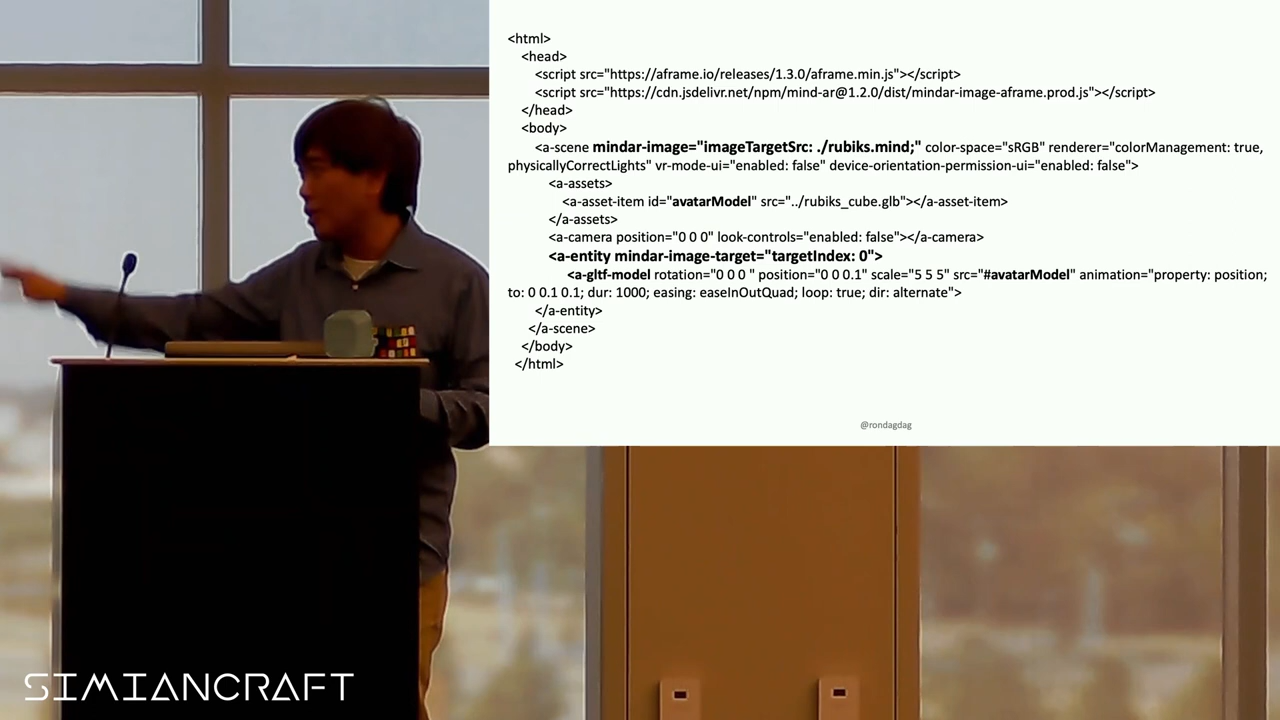 <html>
<head>
<script src="https://aframe.io/releases/1.3.0/aframe.min.js"></script>
<script src="https://cdn.jsdelivr.net/npm/mind-ar@1.2.0/dist/mindar-image-aframe.prod.js"></script>
</head>
<body>
<a-scene mindar-image="imageTargetSrc: ./rubiks.mind;" color-space="sRGB" renderer="colorManagement: true,
physicallyCorrectLights" vr-mode-ui="enabled: false" device-orientation-permission-ui="enabled: false">
<a-assets>
<a-asset-item id="avatarModel" src="../rubiks_cube.glb"></a-asset-item>
</a-assets>
<a-camera position="0 0 0" look-controls="enabled: false"></a-camera>
<a-entity mindar-image-target="targetIndex: 0">
<a-gltf-model rotation="0 0 0 " position="0 0 0.1" scale="5 5 5" src="#avatarModel" animation="property: position;
to: 0 0.1 0.1; dur: 1000; easing: easeInOutQuad; loop: true; dir: alternate">
</a-entity>
</a-scene>
</body>
</html>
@rondagdag
SIMIANCRAFT